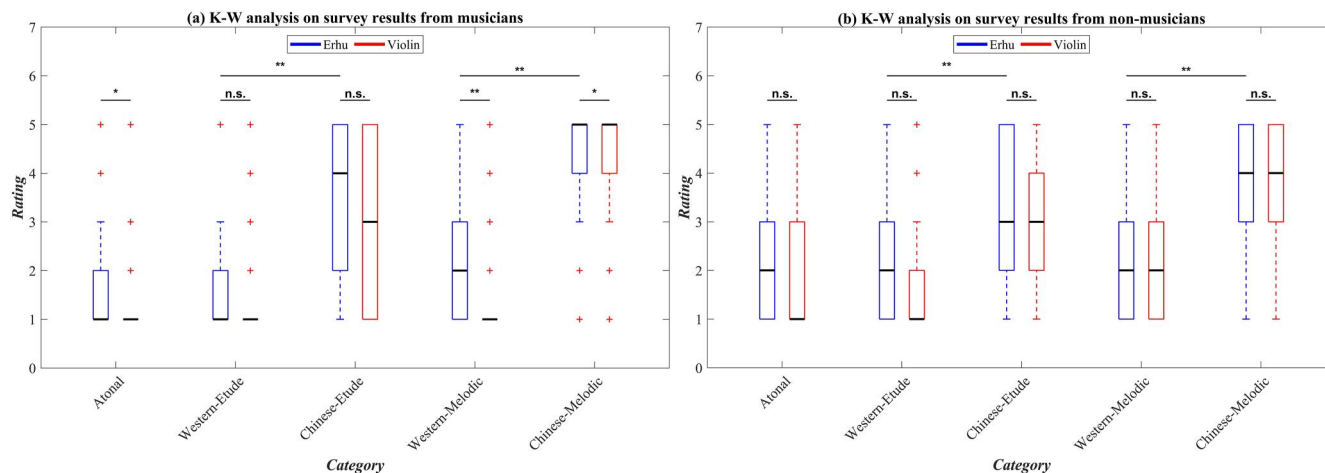 (a) K-W analysis on survey results from musicians
Erhu Violin
7
6
5
4
3
2
1
0
Rating
** **
* n.s. n.s. ** *
Atonal
Western-Etude
Chinese-Etude
Western-Melodic
Chinese-Melodic
Category
(b) K-W analysis on survey results from non-musicians
Erhu Violin
7
6
5
4
3
2
1
0
Rating
** **
n.s. n.s. n.s. n.s. n.s.
Atonal
Western-Etude
Chinese-Etude
Western-Melodic
Chinese-Melodic
Category